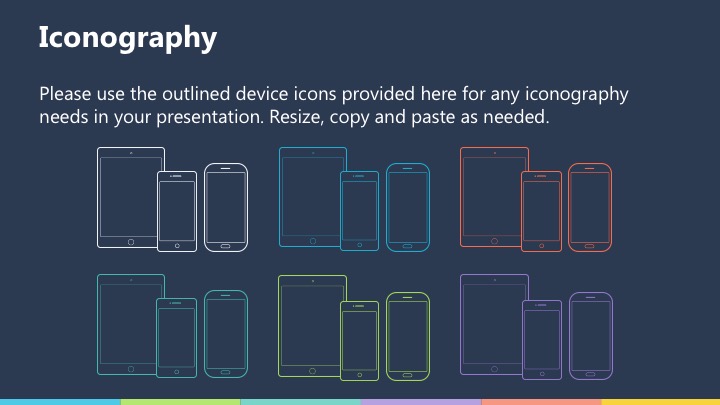 Iconography
Please use the outlined device icons provided here for any iconography
needs in your presentation. Resize, copy and paste as needed.